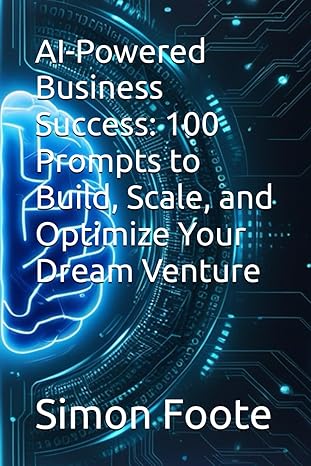 AI-Powered
Business
Success: 100
Prompts to
Build, Scale, and
Optimize Your
Dream Venture
Simon Foote